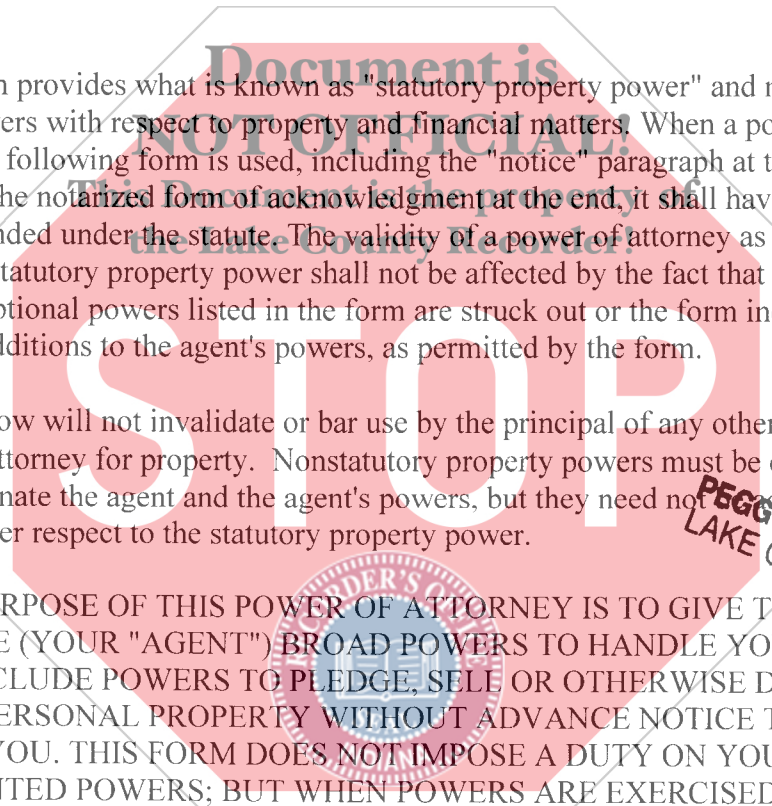 Document is
NOT OFFICIAL!
This Document is the property of
the Lake County Recorder!
n provides what is known as "statutory property power" and
ers with respect to property and financial matters. When a po
following form is used, including the "notice" paragraph at t
he notarized form of acknowledgment at the end, it shall hav
nded under the statute. The validity of a power of attorney as
tatutory property power shall not be affected by the fact that
ptional powers listed in the form are struck out or the form in
dditions to the agent's powers, as permitted by the form.
STOP
ow will not invalidate or bar use by the principal of any other
ttorney for property. Nonstatutory property powers must be
nate the agent and the agent's powers, but they need not
er respect to the statutory property power.
PEGG
LAKE (
RECORDER'S OFFICE
SEAL
RPOSE OF THIS POWER OF ATTORNEY IS TO GIVE T
E (YOUR "AGENT") BROAD POWERS TO HANDLE YO
CLUDE POWERS TO PLEDGE, SELL OR OTHERWISE D
ERSONAL PROPERTY WITHOUT ADVANCE NOTICE T
YOU. THIS FORM DOES NOT IMPOSE A DUTY ON YOU
NTED POWERS; BUT WHEN POWERS ARE EXERCISED